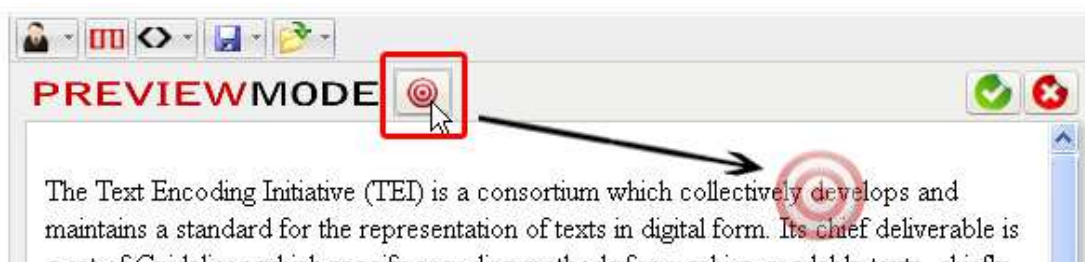 PREVIEWMODE
The Text Encoding Initiative (TEI) is a consortium which collectively develops and
maintains a standard for the representation of texts in digital form. Its chief deliverable is